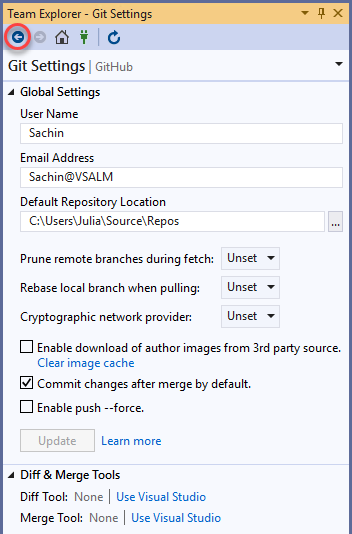 Team Explorer - Git Settings
Git Settings | GitHub
Global Settings
User Name
Sachin
Email Address
Sachin@VSALM
Default Repository Location
C:\Users\Julia\Source\Repos ...
Prune remote branches during fetch: Unset
Rebase local branch when pulling: Unset
Cryptographic network provider: Unset
Enable download of author images from 3rd party source.
Clear image cache
Commit changes after merge by default.
Enable push --force.
Update Learn more
Diff & Merge Tools
Diff Tool: None | Use Visual Studio
Merge Tool: None | Use Visual Studio